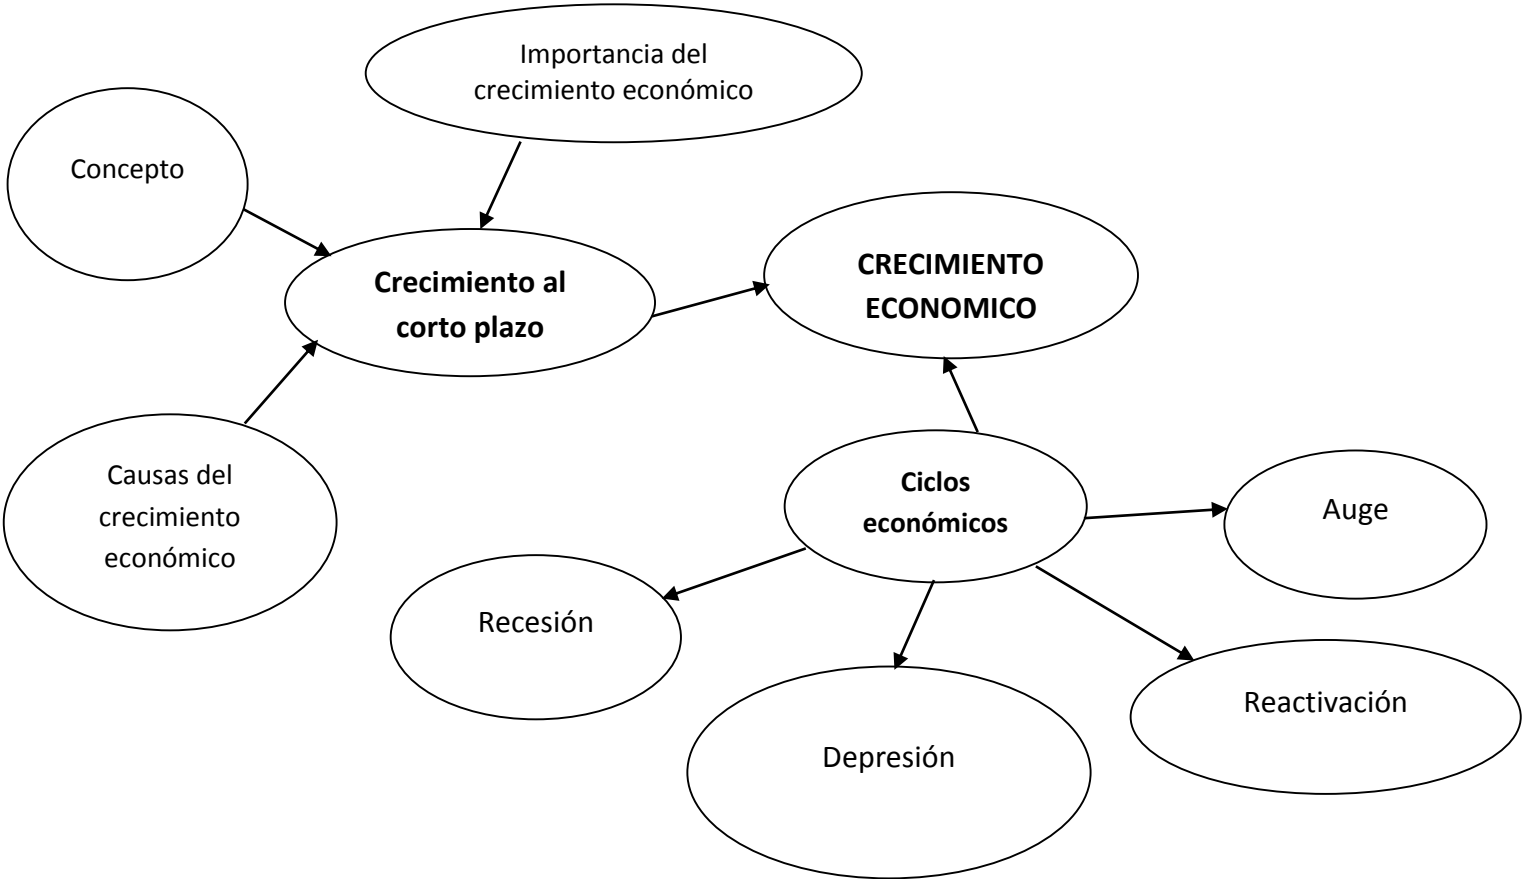 Importancia del
crecimiento económico
Concepto
Crecimiento al
corto plazo
CRECIMIENTO
ECONOMICO
Causas del
crecimiento
económico
Ciclos
económicos
Auge
Recesión
Reactivación
Depresión